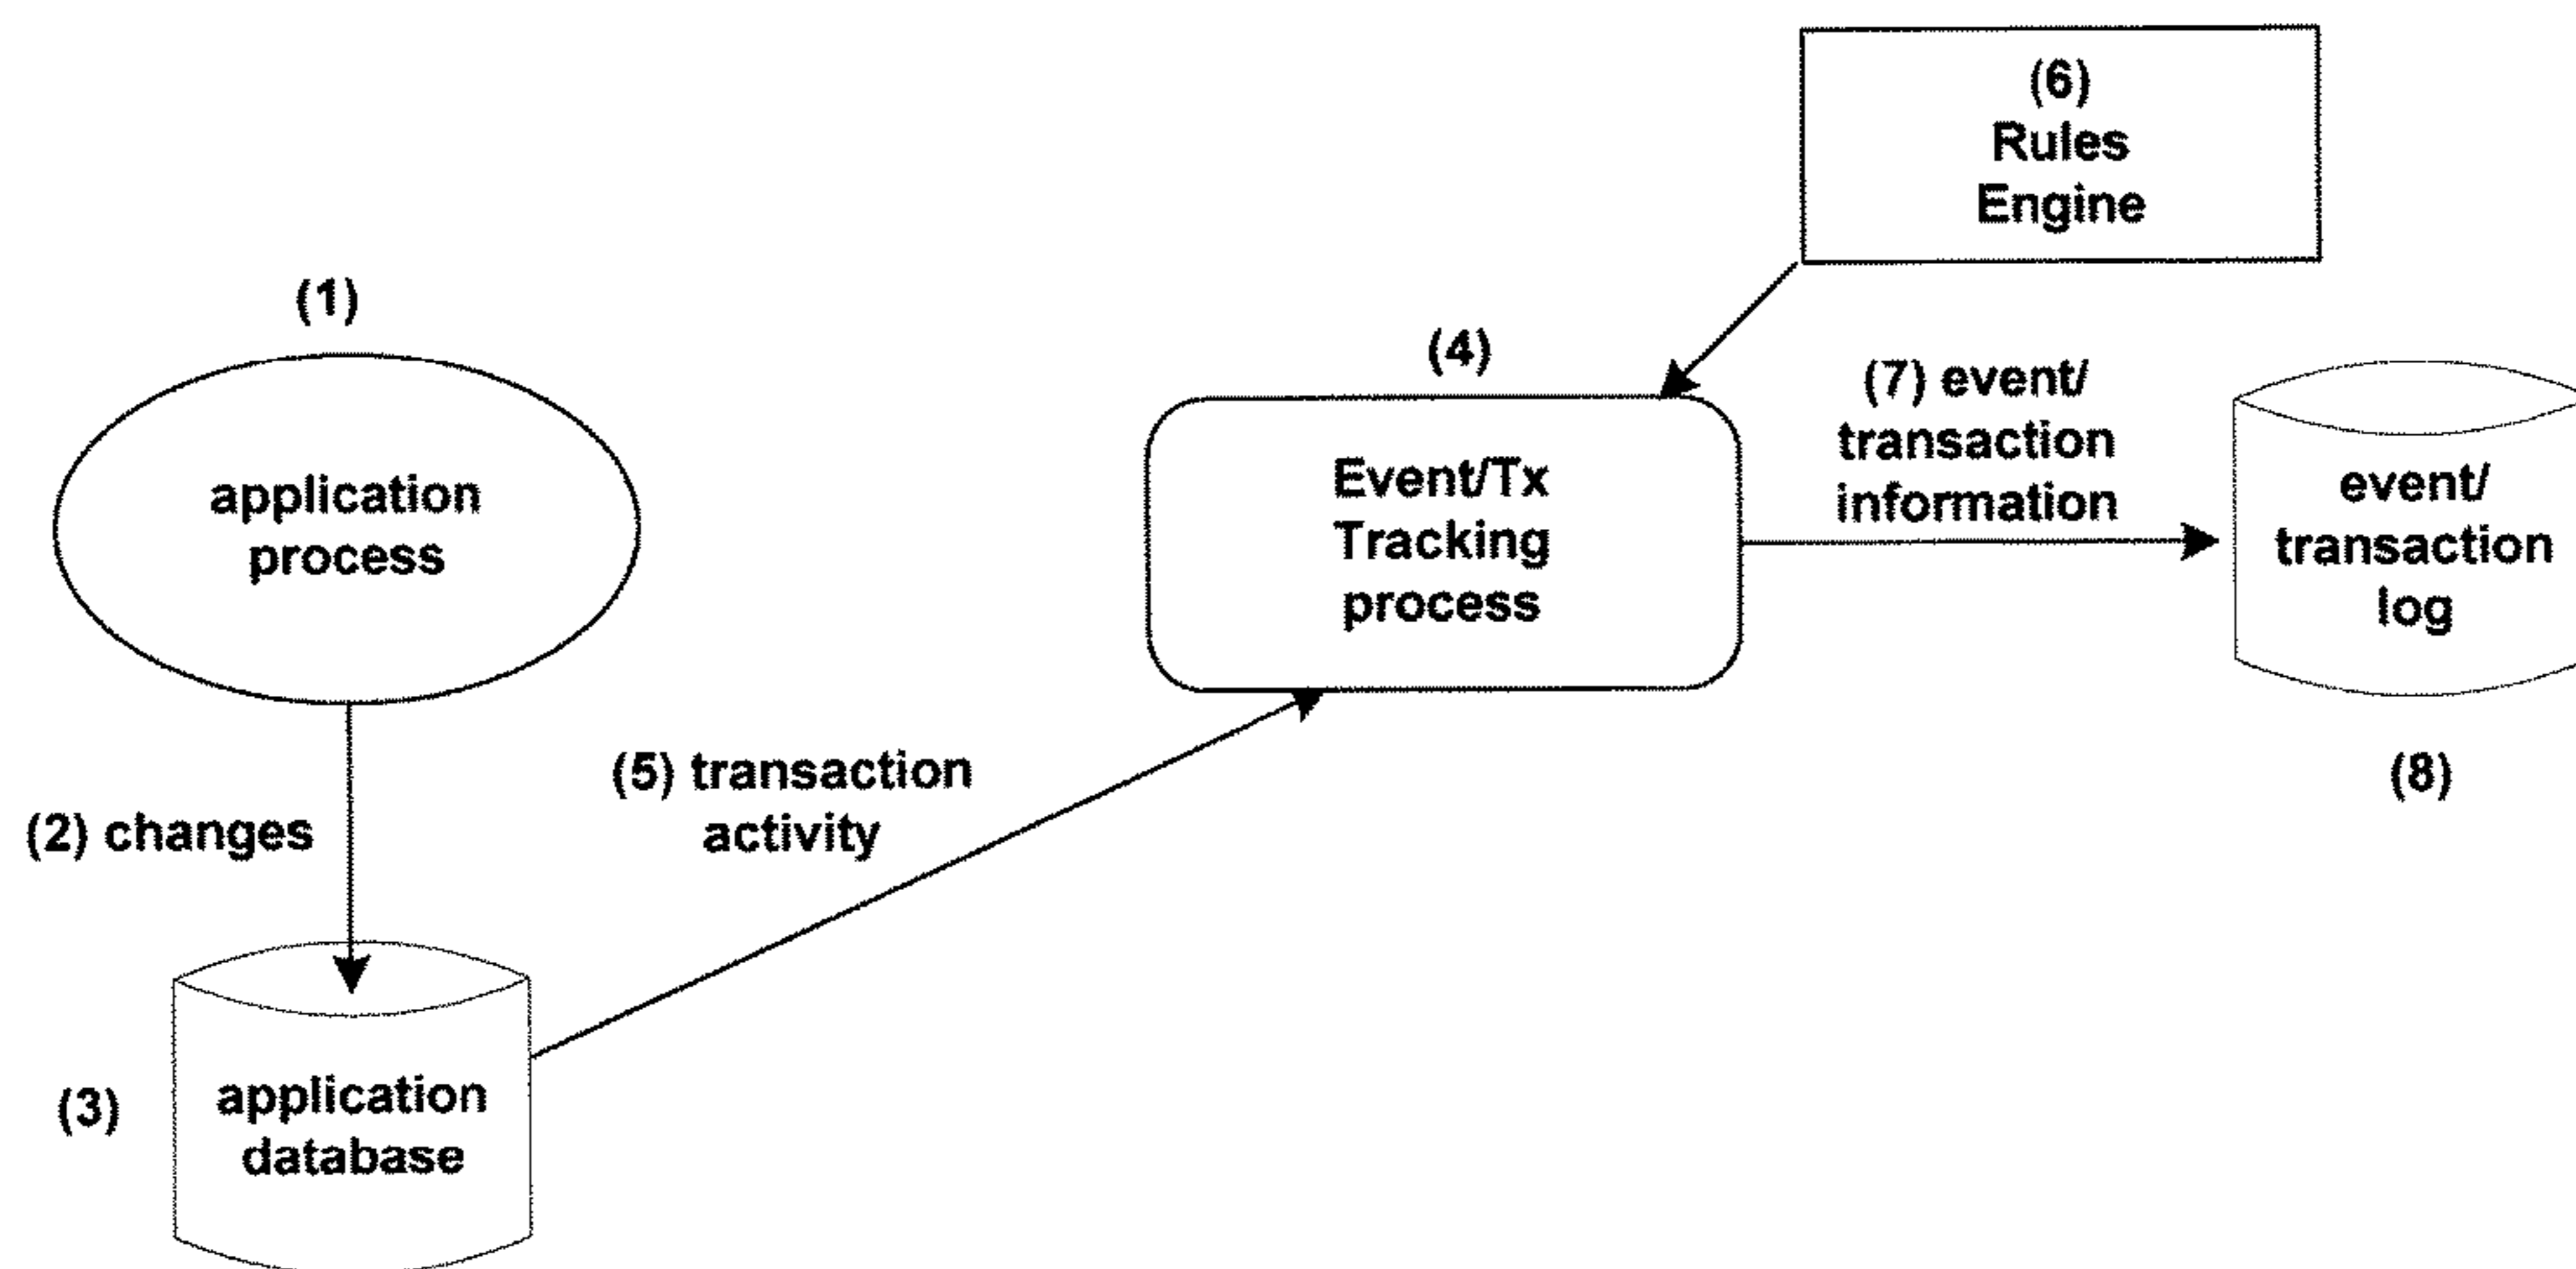 (6)
Rules
Engine
(1)
application
process
(4)
Event/Tx
Tracking
process
(7) event/
transaction
information
event/
transaction
log
(8)
(2) changes
(5) transaction
activity
(3)
application
database